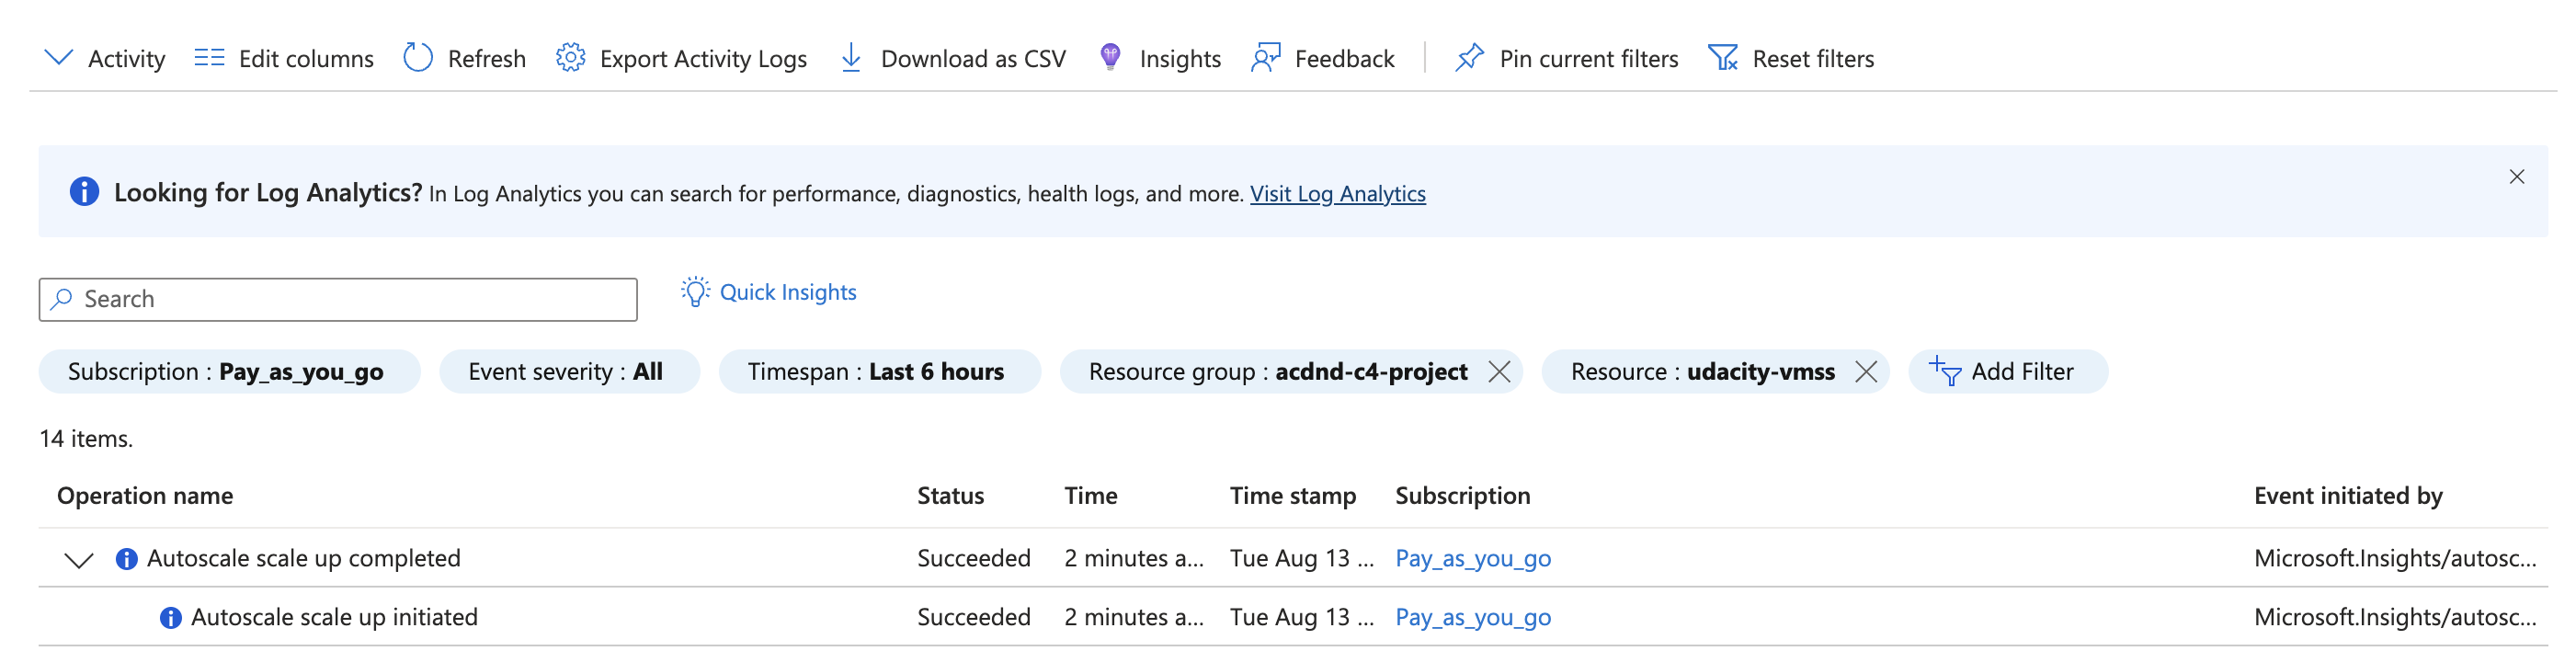 Activity Edit columns Refresh Export Activity Logs Download as CSV Insights Feedback Pin current filters Reset filters
Looking for Log Analytics? In Log Analytics you can search for performance, diagnostics, health logs, and more. Visit Log Analytics
Search Quick Insights
Subscription : Pay_as_you_go Event severity : All Timespan : Last 6 hours Resource group : acdnd-c4-project Resource : udacity-vmss Add Filter
14 items.
Operation name Status Time Time stamp Subscription Event initiated by
Autoscale scale up completed Succeeded 2 minutes a... Tue Aug 13 ... Pay_as_you_go Microsoft.Insights/autosc...
Autoscale scale up initiated Succeeded 2 minutes a... Tue Aug 13 ... Pay_as_you_go Microsoft.Insights/autosc...